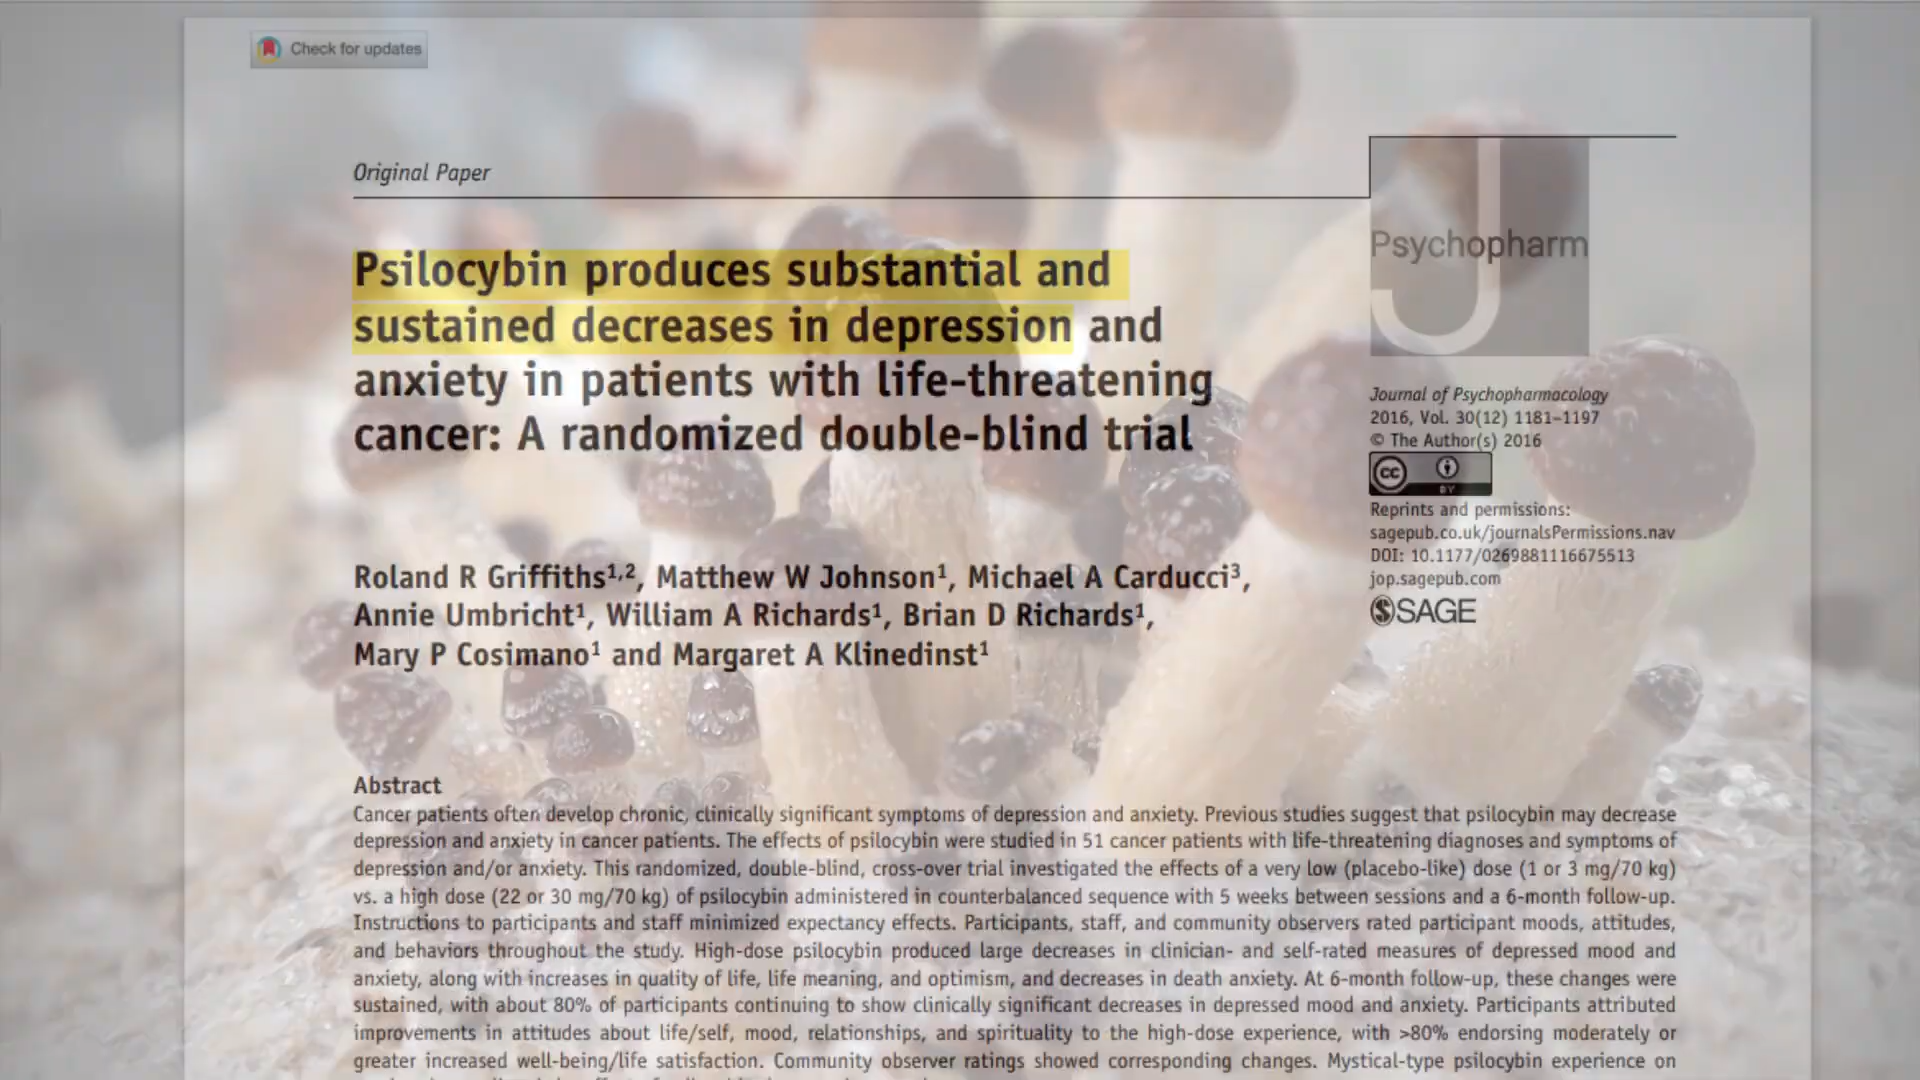 Check for updates
Original Paper
Psilocybin produces substantial and
sustained decreases in depression and
anxiety in patients with life-threatening
cancer: A randomized double-blind trial
Psychopharm
Journal of Psychopharmacology
2016, Vol. 30(12) 1181–1197
© The Author(s) 2016
cc BY
Reprints and permissions:
sagepub.co.uk/journalsPermissions.nav
DOI: 10.1177/0269881116675513
jop.sagepub.com
SAGE
Roland R Griffiths¹,², Matthew W Johnson¹, Michael A Carducci³,
Annie Umbricht¹, William A Richards¹, Brian D Richards¹,
Mary P Cosimano¹ and Margaret A Klinedinst¹
Abstract
Cancer patients often develop chronic, clinically significant symptoms of depression and anxiety. Previous studies suggest that psilocybin may decrease
depression and anxiety in cancer patients. The effects of psilocybin were studied in 51 cancer patients with life-threatening diagnoses and symptoms of
depression and/or anxiety. This randomized, double-blind, cross-over trial investigated the effects of a very low (placebo-like) dose (1 or 3 mg/70 kg)
vs. a high dose (22 or 30 mg/70 kg) of psilocybin administered in counterbalanced sequence with 5 weeks between sessions and a 6-month follow-up.
Instructions to participants and staff minimized expectancy effects. Participants, staff, and community observers rated participant moods, attitudes,
and behaviors throughout the study. High-dose psilocybin produced large decreases in clinician- and self-rated measures of depressed mood and
anxiety, along with increases in quality of life, life meaning, and optimism, and decreases in death anxiety. At 6-month follow-up, these changes were
sustained, with about 80% of participants continuing to show clinically significant decreases in depressed mood and anxiety. Participants attributed
improvements in attitudes about life/self, mood, relationships, and spirituality to the high-dose experience, with >80% endorsing moderately or
greater increased well-being/life satisfaction. Community observer ratings showed corresponding changes. Mystical-type psilocybin experience on